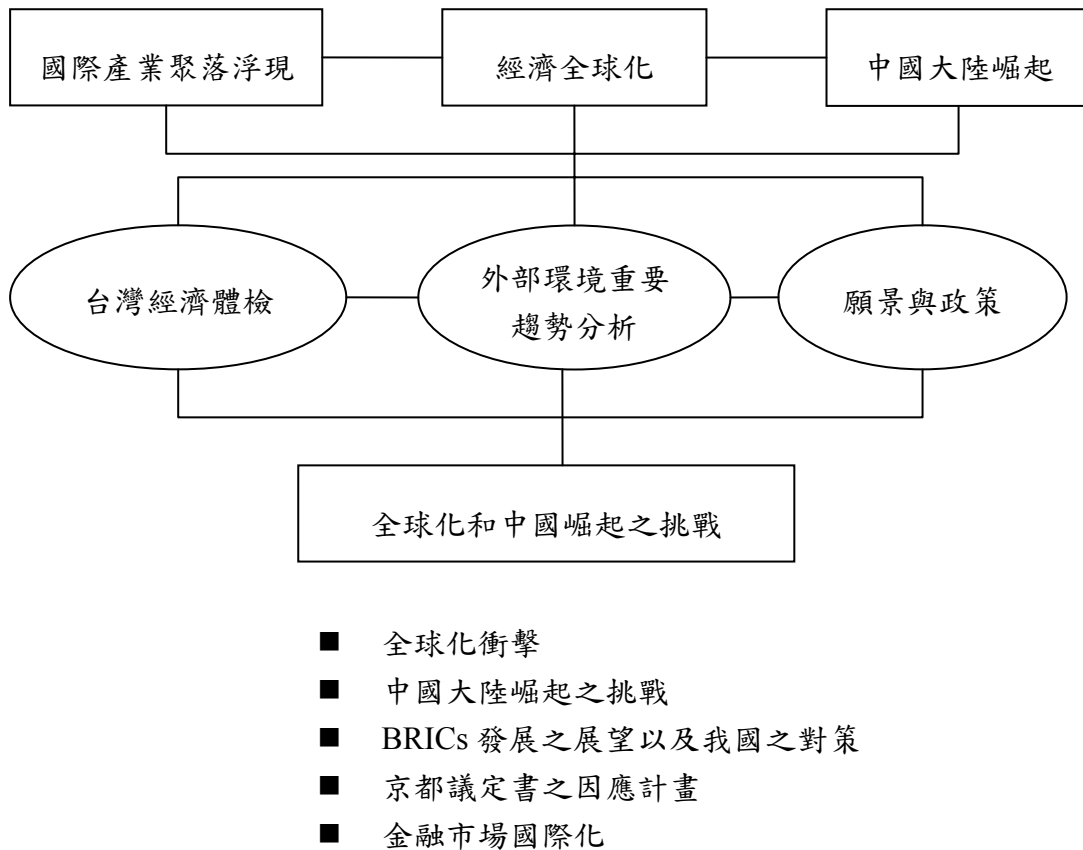 國際產業聚落浮現
經濟全球化
中國大陸崛起
台灣經濟體檢
外部環境重要
趨勢分析
願景與政策
全球化和中國崛起之挑戰
■ 全球化衝擊
■ 中國大陸崛起之挑戰
■ BRICs 發展之展望以及我國之對策
■ 京都議定書之因應計畫
■ 金融市場國際化